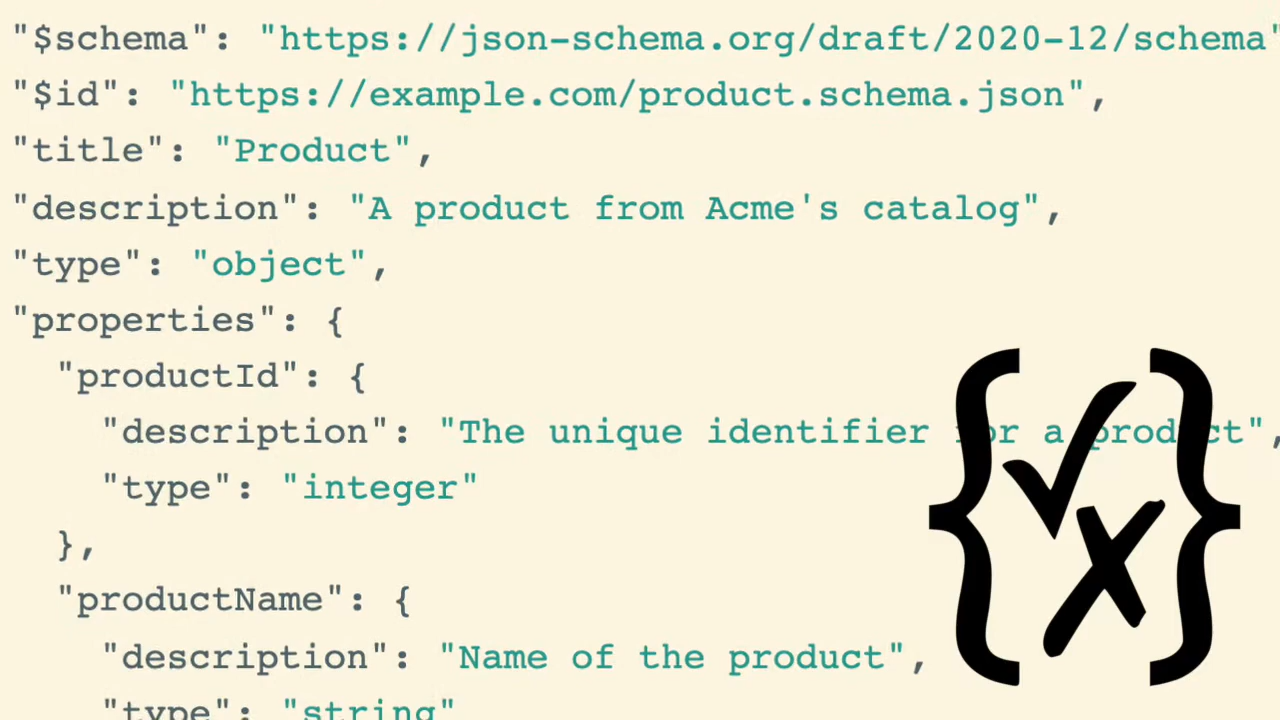 "$schema": "https://json-schema.org/draft/2020-12/schema"
"$id": "https://example.com/product.schema.json",
"title": "Product",
"description": "A product from Acme's catalog",
"type": "object",
"properties": {
"productId": {
"description": "The unique identifier for a product",
"type": "integer"
},
"productName": {
"description": "Name of the product",
"type": "string"